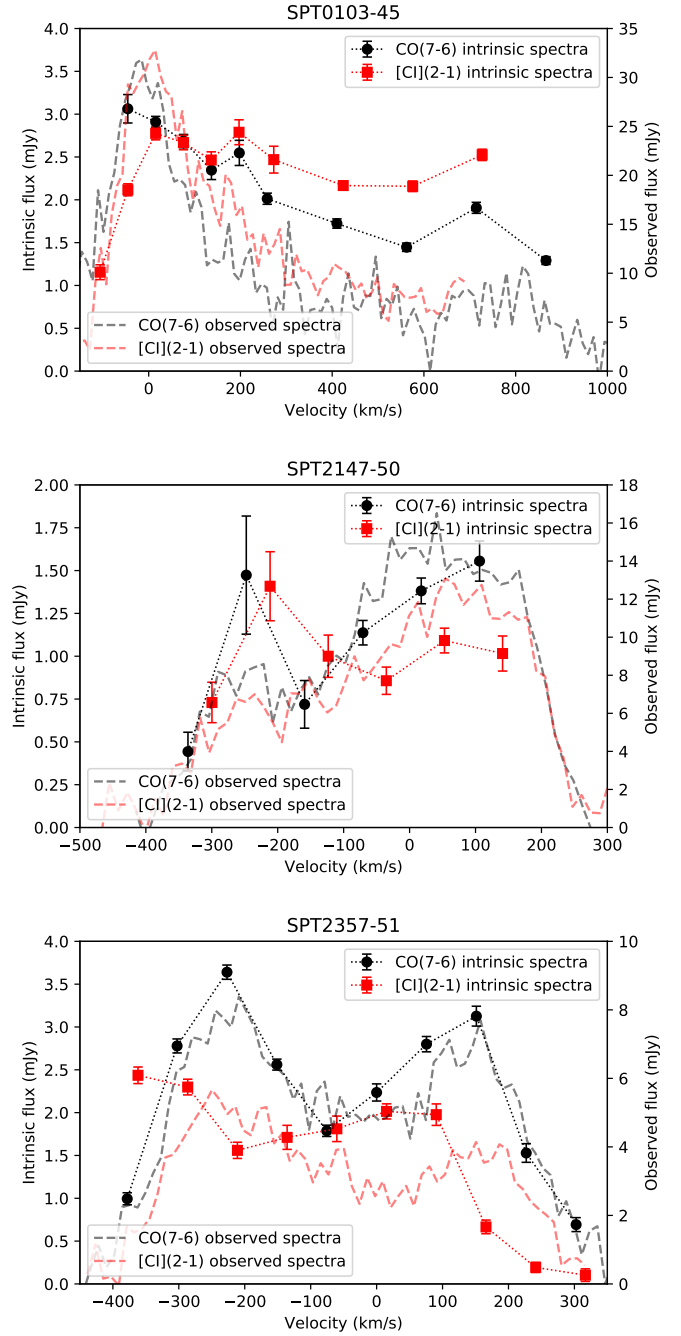 SPT0103-45
4.0
3.5
3.0
2.5
2.0
1.5
1.0
0.5
0.0
Intrinsic flux (mJy)
35
30
25
20
15
10
5
0
Observed flux (mJy)
CO(7-6) intrinsic spectra
[CI](2-1) intrinsic spectra
CO(7-6) observed spectra
[CI](2-1) observed spectra
0 200 400 600 800 1000
Velocity (km/s)
SPT2147-50
2.00
1.75
1.50
1.25
1.00
0.75
0.50
0.25
0.00
Intrinsic flux (mJy)
18
16
14
12
10
8
6
4
2
0
Observed flux (mJy)
CO(7-6) intrinsic spectra
[CI](2-1) intrinsic spectra
CO(7-6) observed spectra
[CI](2-1) observed spectra
−500 −400 −300 −200 −100 0 100 200 300
Velocity (km/s)
SPT2357-51
4.0
3.5
3.0
2.5
2.0
1.5
1.0
0.5
0.0
Intrinsic flux (mJy)
10
8
6
4
2
0
Observed flux (mJy)
CO(7-6) intrinsic spectra
[CI](2-1) intrinsic spectra
CO(7-6) observed spectra
[CI](2-1) observed spectra
−400 −300 −200 −100 0 100 200 300
Velocity (km/s)